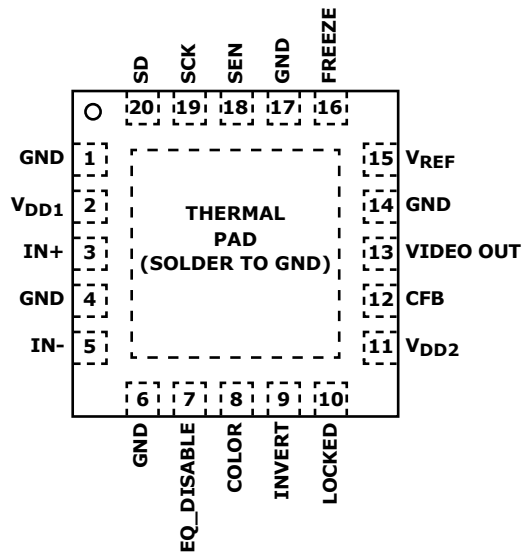 SD
SCK
SEN
GND
FREEZE
20
19
18
17
16
GND 1
VDD1 2
IN+ 3
GND 4
IN- 5
THERMAL
PAD
(SOLDER TO GND)
15 VREF
14 GND
13 VIDEO OUT
12 CFB
11 VDD2
6
7
8
9
10
GND
EQ_DISABLE
COLOR
INVERT
LOCKED